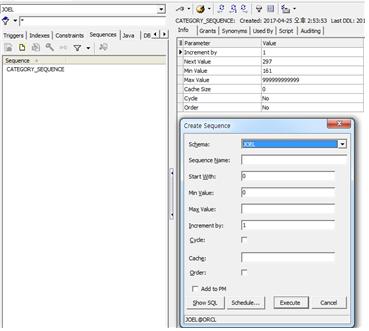 JOEL
CATEGORY_SEQUENCE: Created: 2017-04-25 오후 2:53:53 Last DDL: 201
Info Grants Synonyms Used By Script Auditing
Triggers Indexes Constraints Sequences Java DB
Sequence
CATEGORY_SEQUENCE
Parameter Value
Increment by 1
Next Value 297
Min Value 161
Max Value 999999999999
Cache Size 0
Cycle No
Order No
Create Sequence
Schema: JOEL
Sequence Name:
Start With: 0
Min Value: 0
Max Value:
Increment by: 1
Cycle:
Cache:
Order:
Add to PM
Show SQL Schedule... Execute Cancel
JOEL@ORCL